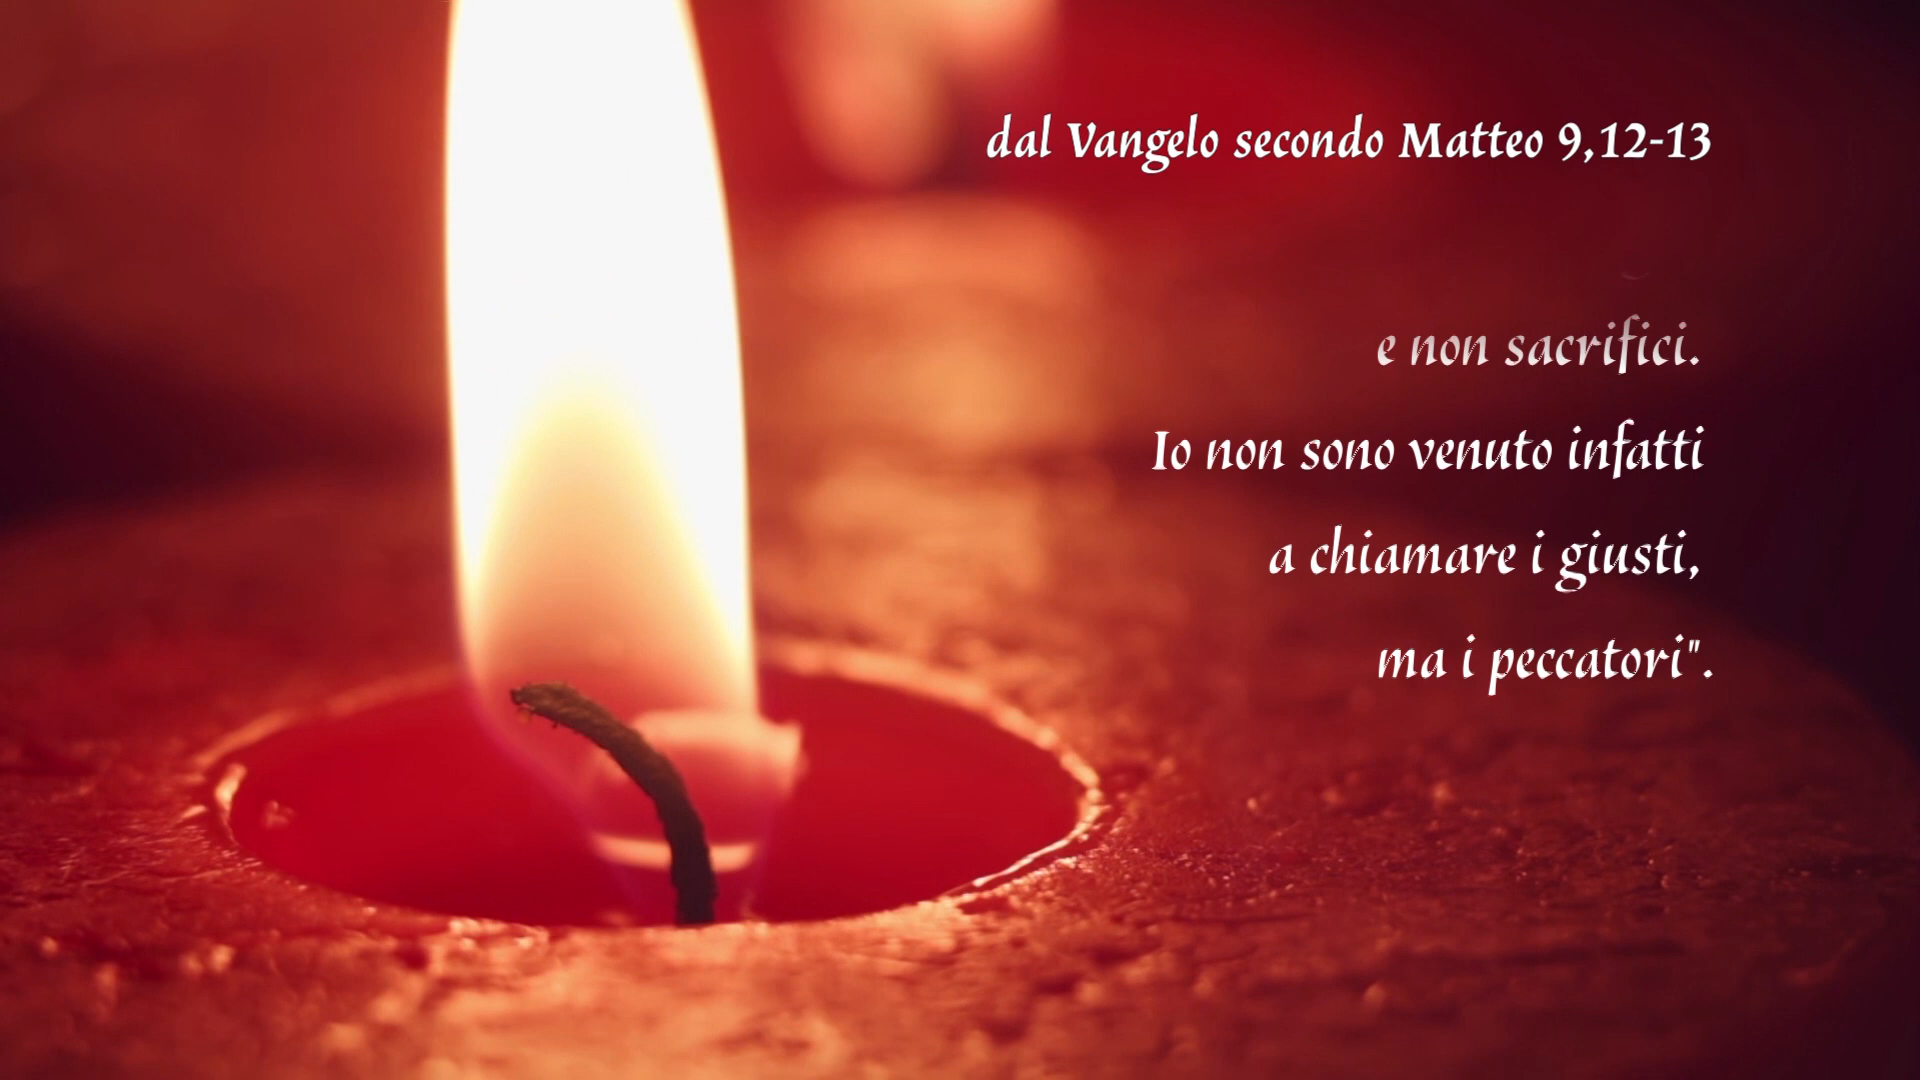 dal Vangelo secondo Matteo 9,12-13
e non sacrifici.
Io non sono venuto infatti
a chiamare i giusti,
ma i peccatori".